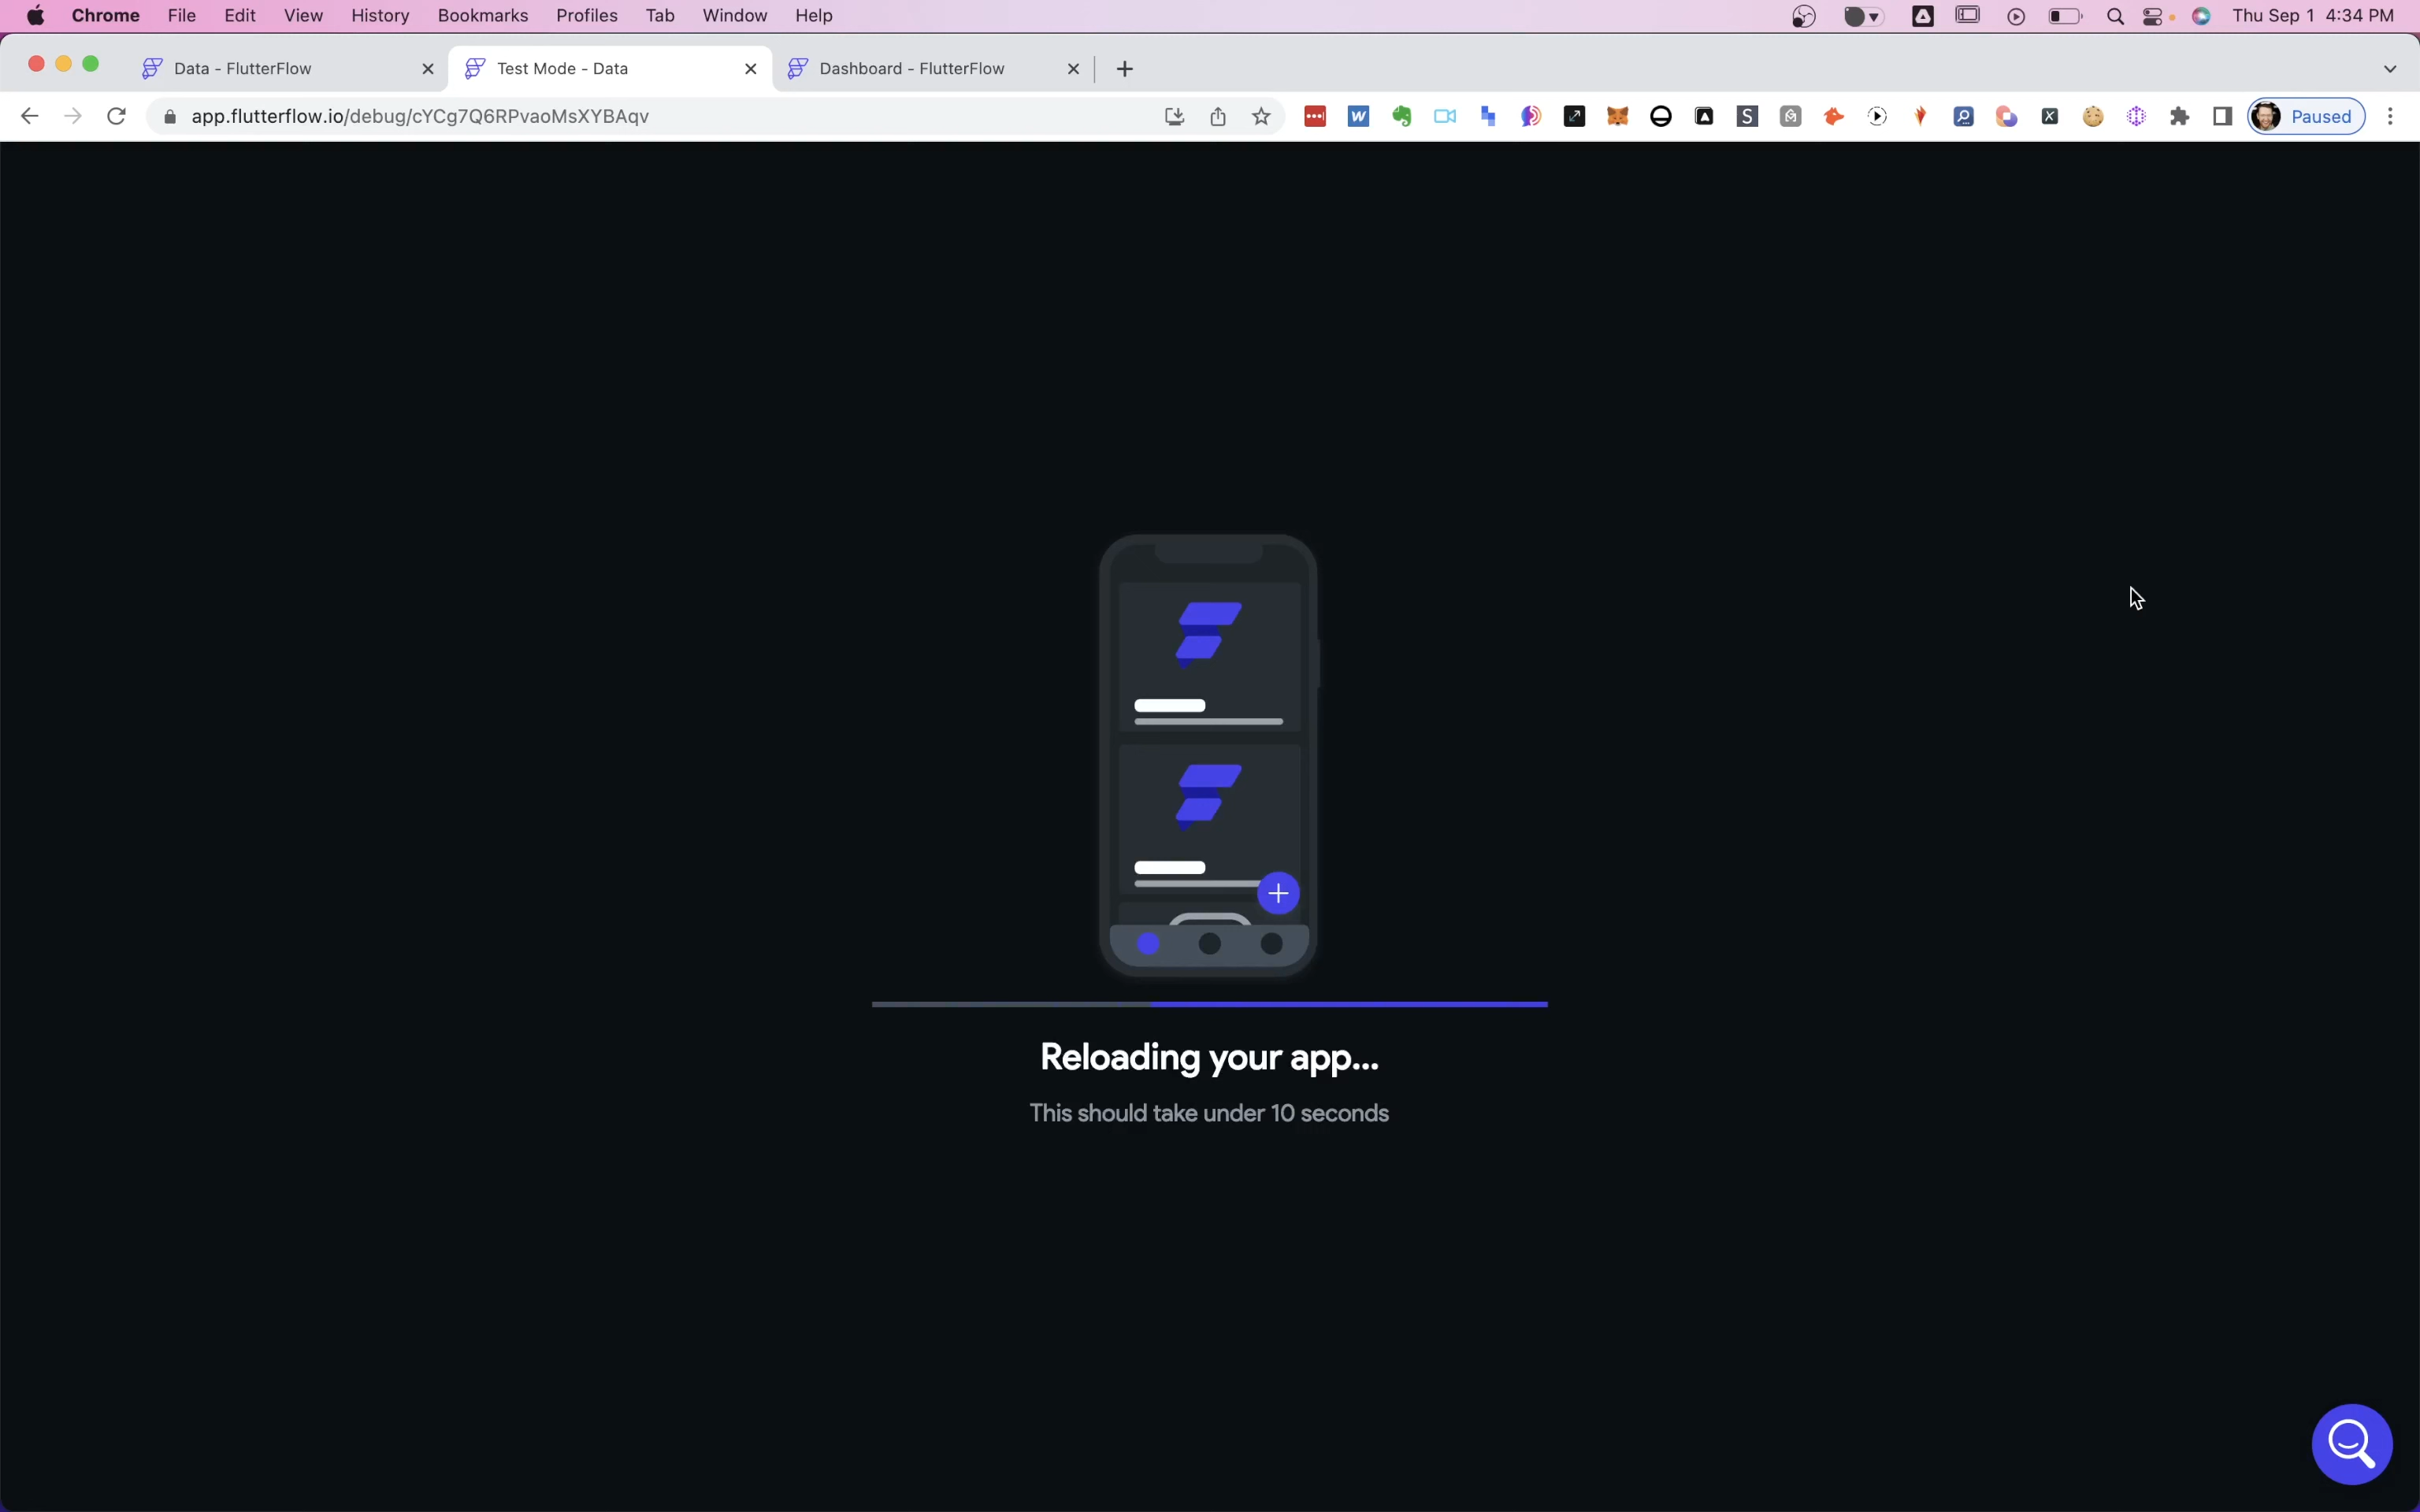 Chrome File Edit View History Bookmarks Profiles Tab Window Help Thu Sep 1 4:34 PM
Data - FlutterFlow Test Mode - Data Dashboard - FlutterFlow
app.flutterflow.io/debug/cYCg7Q6RPvaoMsXYBAqv Paused
Reloading your app...
This should take under 10 seconds